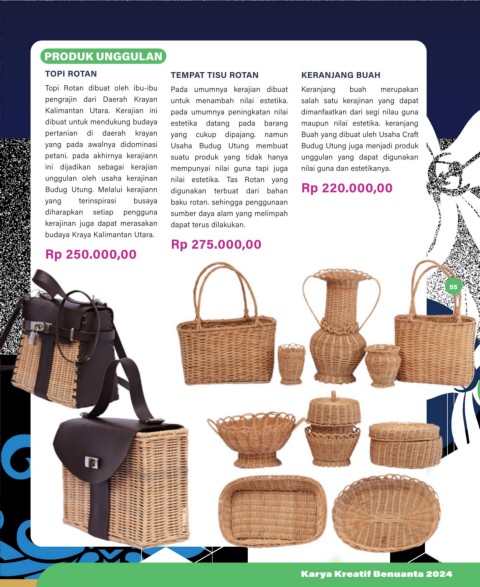 PRODUK UNGGULAN
TOPI ROTAN
Topi Rotan dibuat oleh ibu-ibu
pengrajin dari Daerah Krayan
Kalimantan Utara. Kerajian ini
dibuat untuk mendukung budaya
pertanian di daerah krayan
yang pada awalnya didominasi
petani. pada akhirnya kerajiann
ini dijadikan sebagai kerajian
unggulan oleh usaha kerajinan
Budug Utung. Melalui kerajiann
yang terinspirasi busaya
diharapkan setiap pengguna
kerajinan juga dapat merasakan
budaya Kraya Kalimantan Utara.
Rp 250.000,00
TEMPAT TISU ROTAN
Pada umumnya kerajian dibuat
untuk menambah nilai estetika.
pada umumnya peningkatan nilai
estetika datang pada barang
yang cukup dipajang. namun
Usaha Budug Utung membuat
suatu produk yang tidak hanya
mempunyai nilai guna tapi juga
nilai estetika. Tas Rotan yang
digunakan terbuat dari bahan
baku rotan. sehingga penggunaan
sumber daya alam yang melimpah
dapat terus dilakukan.
Rp 275.000,00
KERANJANG BUAH
Keranjang buah merupakan
salah satu kerajinan yang dapat
dimanfaatkan dari segi nilau guna
maupun nilai estetika. keranjang
Buah yang dibuat uleh Usaha Craft
Budug Utung juga menjadi produk
unggulan yang dapat digunakan
nilai guna dan estetikanya.
Rp 220.000,00
55
Karya Kreatif Benuanta 2024